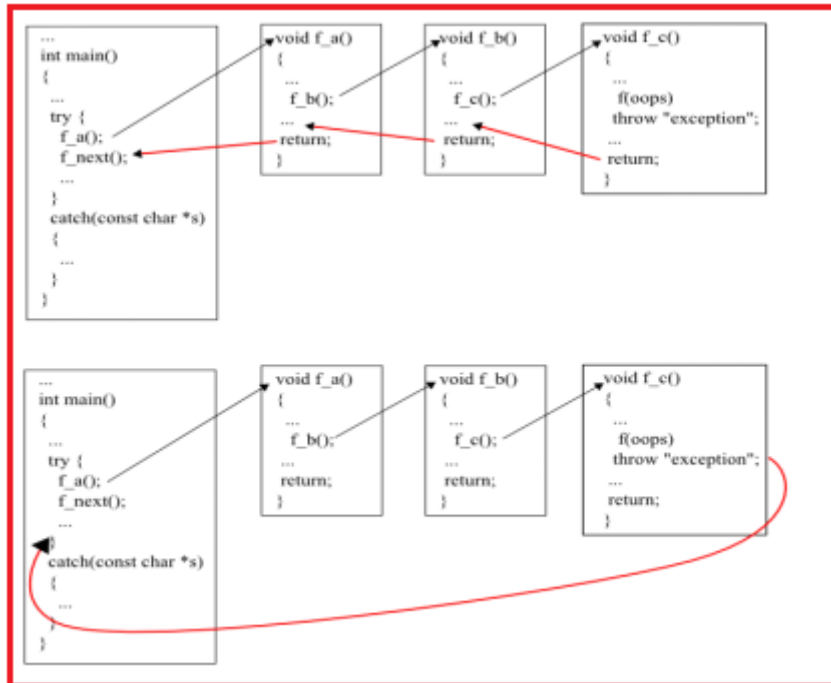 ...
int main()
{
...
try {
f_a();
f_next();
...
}
catch(const char *s)
{
...
}
}
void f_a()
{
...
f_b();
...
return;
}
void f_b()
{
...
f_c();
...
return;
}
void f_c()
{
...
f(oops)
throw "exception";
...
return;
}
...
int main()
{
...
try {
f_a();
f_next();
...
}
catch(const char *s)
{
...
}
}
void f_a()
{
...
f_b();
...
return;
}
void f_b()
{
...
f_c();
...
return;
}
void f_c()
{
...
f(oops)
throw "exception";
...
return;
}